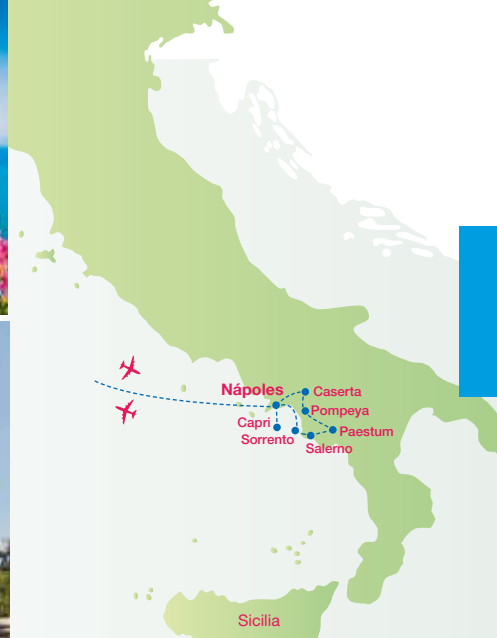 Nápoles
Caserta
Pompeya
Capri
Paestum
Sorrento
Salerno
Sicilia